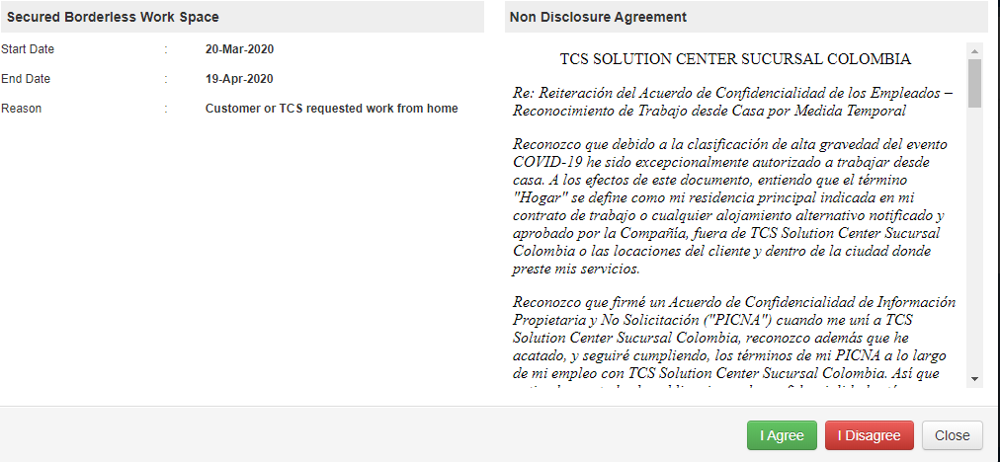 Secured Borderless Work Space
Start Date : 20-Mar-2020
End Date : 19-Apr-2020
Reason : Customer or TCS requested work from home
Non Disclosure Agreement
TCS SOLUTION CENTER SUCURSAL COLOMBIA
Re: Reiteración del Acuerdo de Confidencialidad de los Empleados –
Reconocimiento de Trabajo desde Casa por Medida Temporal
Reconozco que debido a la clasificación de alta gravedad del evento
COVID-19 he sido excepcionalmente autorizado a trabajar desde
casa. A los efectos de este documento, entiendo que el término
"Hogar" se define como mi residencia principal indicada en mi
contrato de trabajo o cualquier alojamiento alternativo notificado y
aprobado por la Compañía, fuera de TCS Solution Center Sucursal
Colombia o las locaciones del cliente y dentro de la ciudad donde
preste mis servicios.
Reconozco que firmé un Acuerdo de Confidencialidad de Información
Propietaria y No Solicitación ("PICNA") cuando me uní a TCS
Solution Center Sucursal Colombia, reconozco además que he
acatado, y seguiré cumpliendo, los términos de mi PICNA a lo largo
de mi empleo con TCS Solution Center Sucursal Colombia. Así que
I Agree
I Disagree
Close